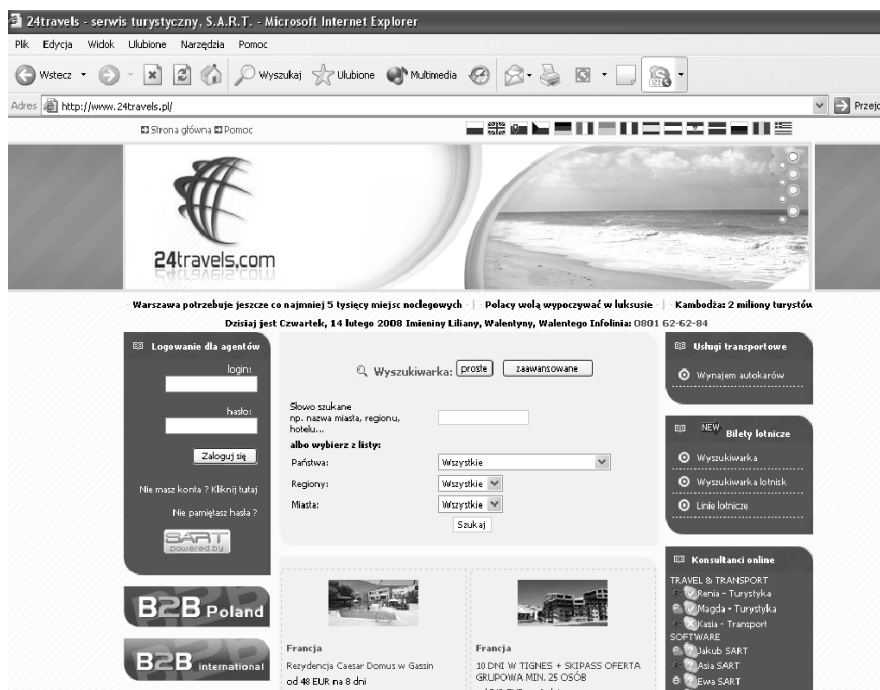 24travels - serwis turystyczny, S.A.R.T. - Microsoft Internet Explorer
Plik Edycja Widok Ulubione Narzędzia Pomoc
Wstecz Wyszukaj Ulubione Multimedia
Adres http://www.24travels.pl/
Strona główna Pomoc
24travels.com
Warszawa potrzebuje jeszcze co najmniej 5 tysięcy miejsc noclegowych - | - Polacy wolą wypoczywać w luksusie - | - Kambodża: 2 miliony turystów
Dzisiaj jest Czwartek, 14 lutego 2008 Imieniny Liliany, Walentyny, Walentego Infolinia: 0801 62-62-84
Logowanie dla agentów
login:
hasło:
Zaloguj się
Nie masz konta ? Kliknij tutaj
Nie pamiętasz hasła ?
SART
powered by
B2B Poland
B2B international
Wyszukiwarka: proste zaawansowane
Słowo szukane
np. nazwa miasta, regionu,
hotelu...
albo wybierz z listy:
Państwa: Wszystkie
Regiony: Wszystkie
Miasta: Wszystkie
Szukaj
Francja
Rezydencja Caesar Domus w Gassin
od 48 EUR na 8 dni
Francja
10 DNI W TIGNES + SKIPASS OFERTA
GRUPOWA MIN. 25 OSÓB
Usługi transportowe
Wynajem autokarów
NEW Bilety lotnicze
Wyszukiwarka
Wyszukiwarka lotnisk
Linie lotnicze
Konsultanci online
TRAVEL & TRANSPORT
Renia - Turystyka
Magda - Turystyka
Kasia - Transport
SOFTWARE
Jakub SART
Asia SART
Ewa SART